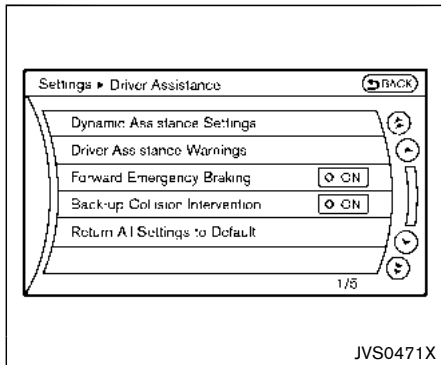 Settings ▶ Driver Assistance
BACK
Dynamic Assistance Settings
Driver Assistance Warnings
Forward Emergency Braking
ON
Back-up Collision Intervention
ON
Return All Settings to Default
1/5
JVS0471X